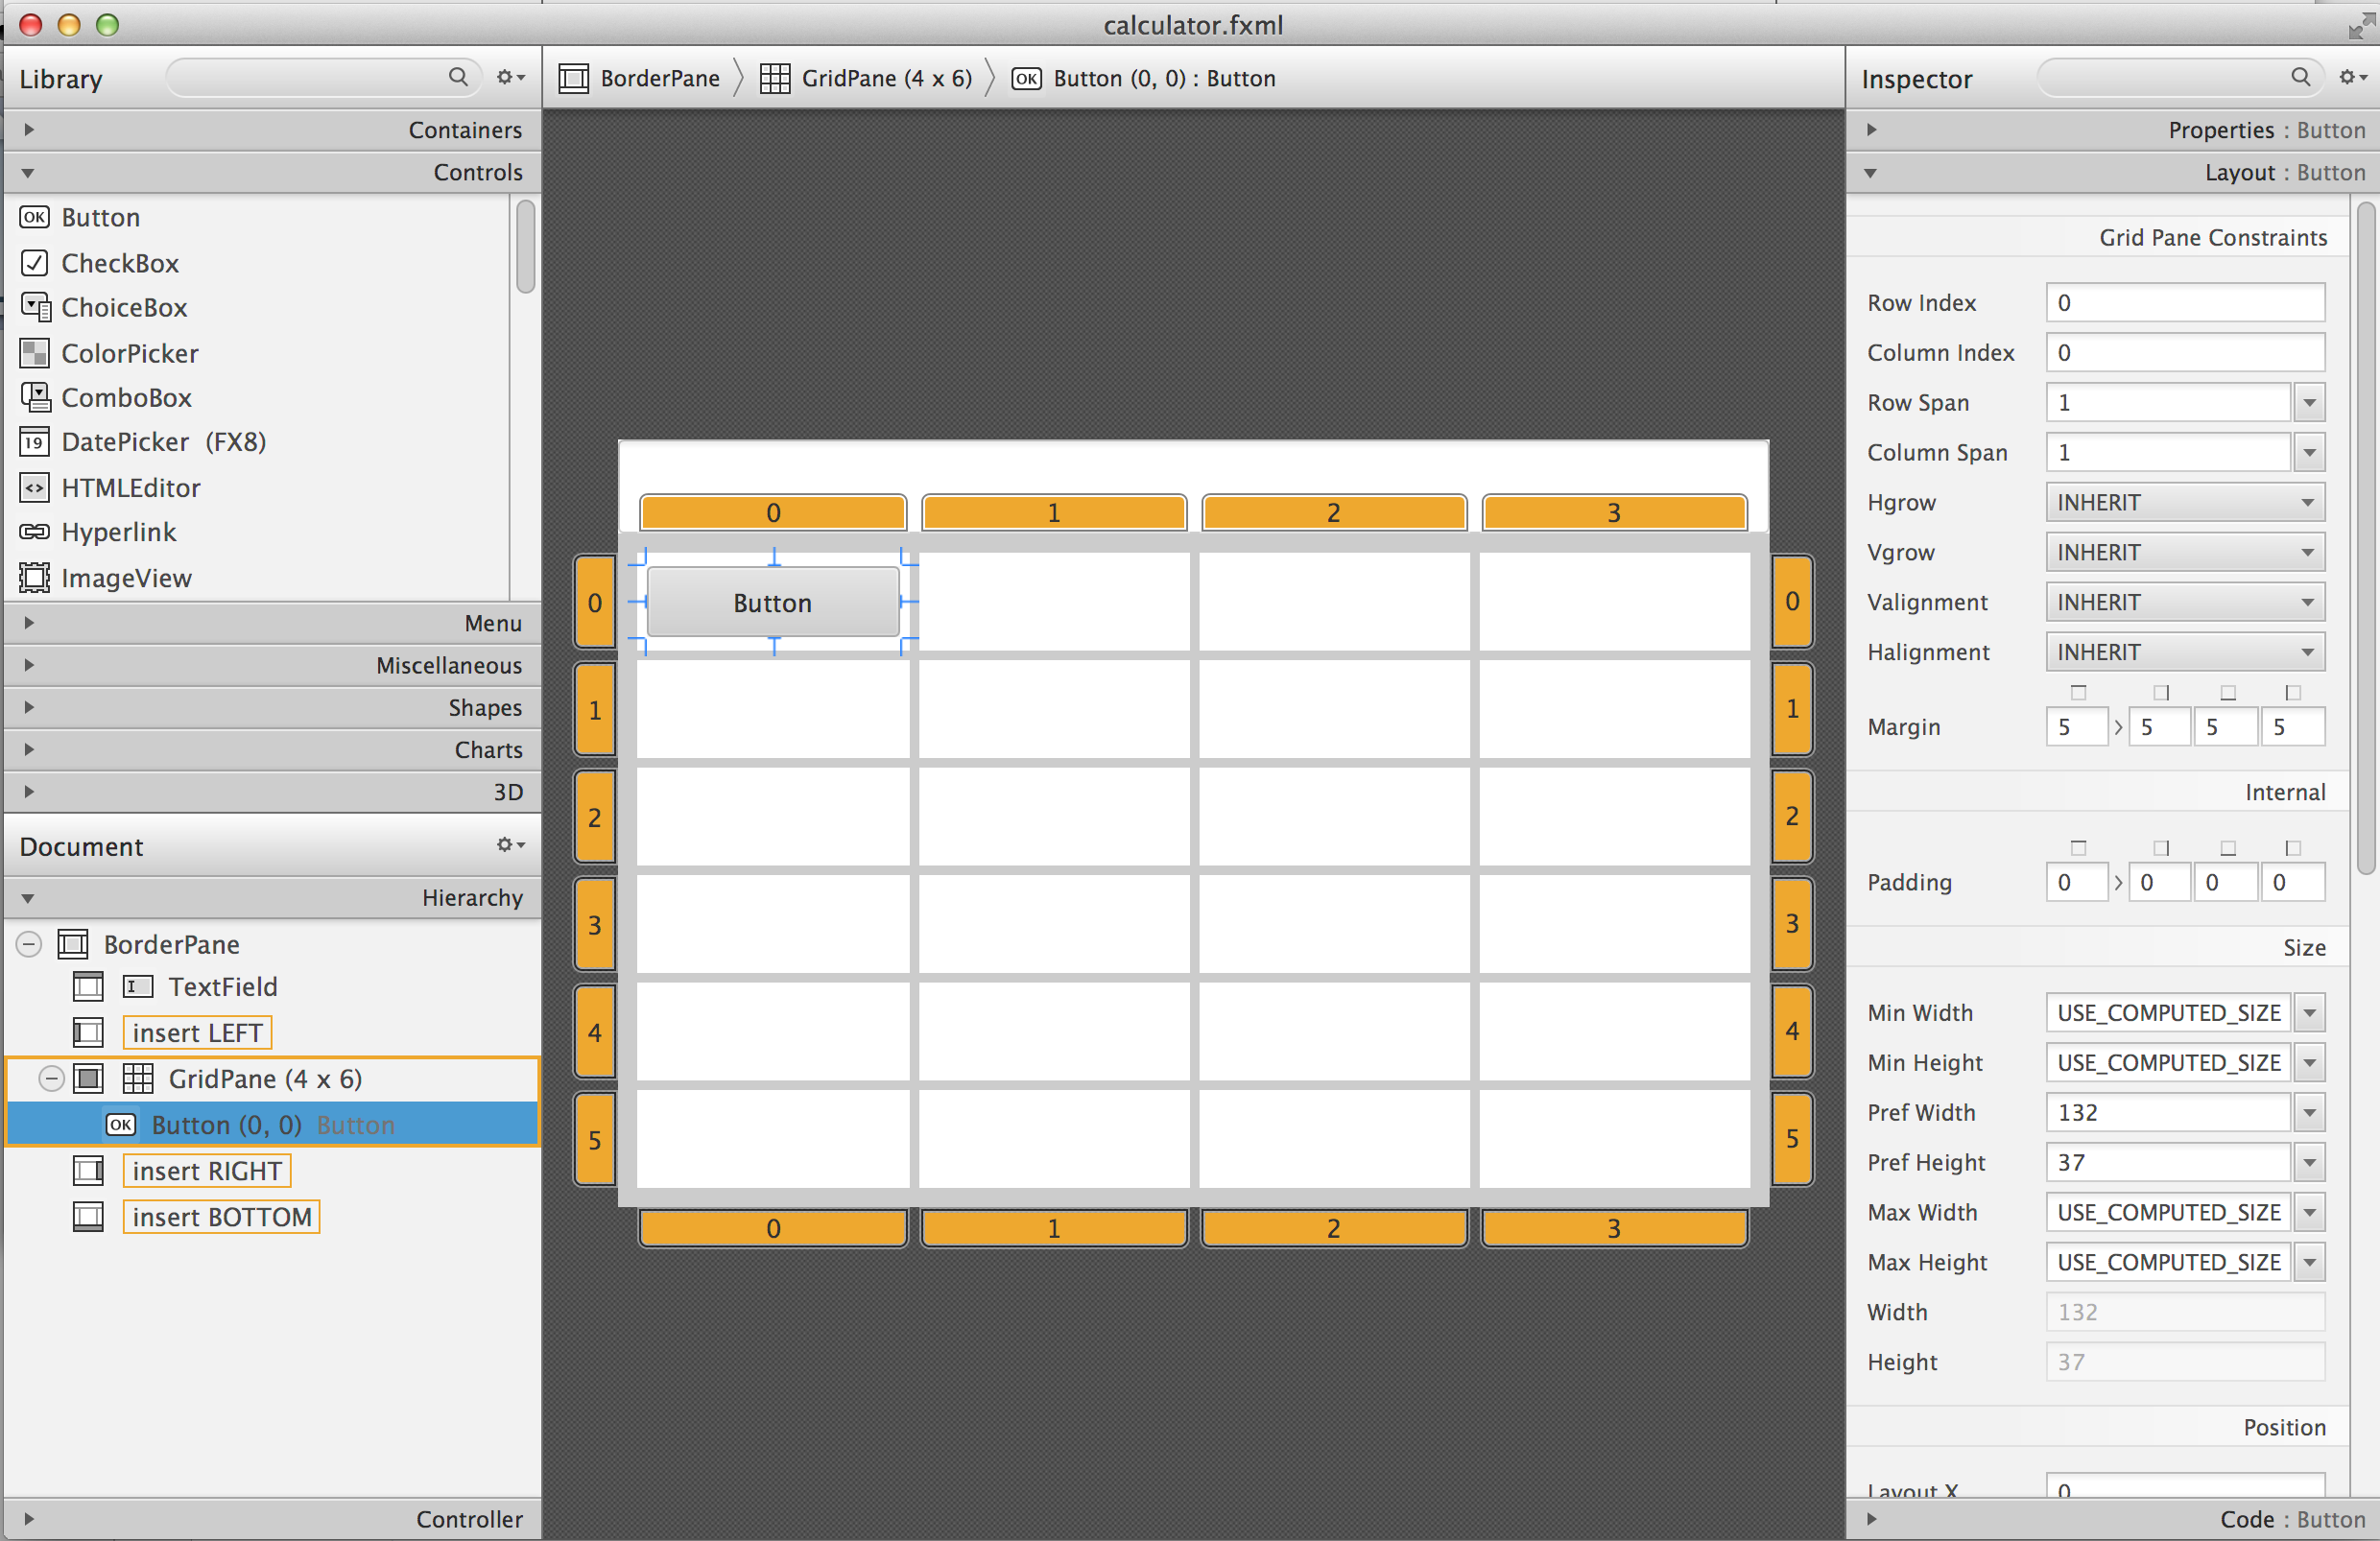 calculator.fxml
Library
BorderPane
GridPane (4 x 6)
OK Button (0, 0) : Button
Inspector
Containers
Controls
OK Button
CheckBox
ChoiceBox
ColorPicker
ComboBox
19 DatePicker (FX8)
HTMLEditor
Hyperlink
ImageView
Menu
Miscellaneous
Shapes
Charts
3D
Document
Hierarchy
BorderPane
TextField
insert LEFT
GridPane (4 x 6)
OK Button (0, 0) Button
insert RIGHT
insert BOTTOM
Controller
0 1 2 3
0 Button 0
1 1
2 2
3 3
4 4
5 5
0 1 2 3
Properties : Button
Layout : Button
Grid Pane Constraints
Row Index 0
Column Index 0
Row Span 1
Column Span 1
Hgrow INHERIT
Vgrow INHERIT
Valignment INHERIT
Halignment INHERIT
Margin 5 5 5 5
Internal
Padding 0 0 0 0
Size
Min Width USE_COMPUTED_SIZE
Min Height USE_COMPUTED_SIZE
Pref Width 132
Pref Height 37
Max Width USE_COMPUTED_SIZE
Max Height USE_COMPUTED_SIZE
Width 132
Height 37
Position
Layout X 0
Code : Button